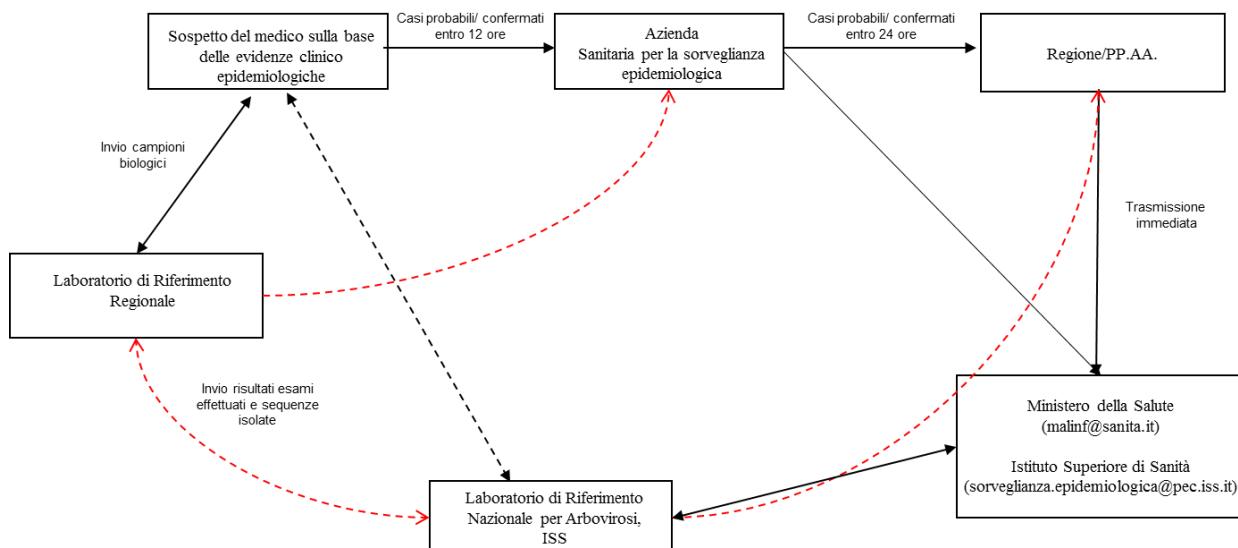 Sospetto del medico sulla base
delle evidenze clinico
epidemiologiche
Casi probabili/ confermati
entro 12 ore
Azienda
Sanitaria per la sorveglianza
epidemiologica
Casi probabili/ confermati
entro 24 ore
Regione/PP.AA.
Invio campioni
biologici
Trasmissione
immediata
Laboratorio di Riferimento
Regionale
Invio risultati esami
effettuati e sequenze
isolate
Ministero della Salute
(malinf@sanita.it)
Istituto Superiore di Sanità
(sorveglianza.epidemiologica@pec.iss.it)
Laboratorio di Riferimento
Nazionale per Arbovirosi,
ISS